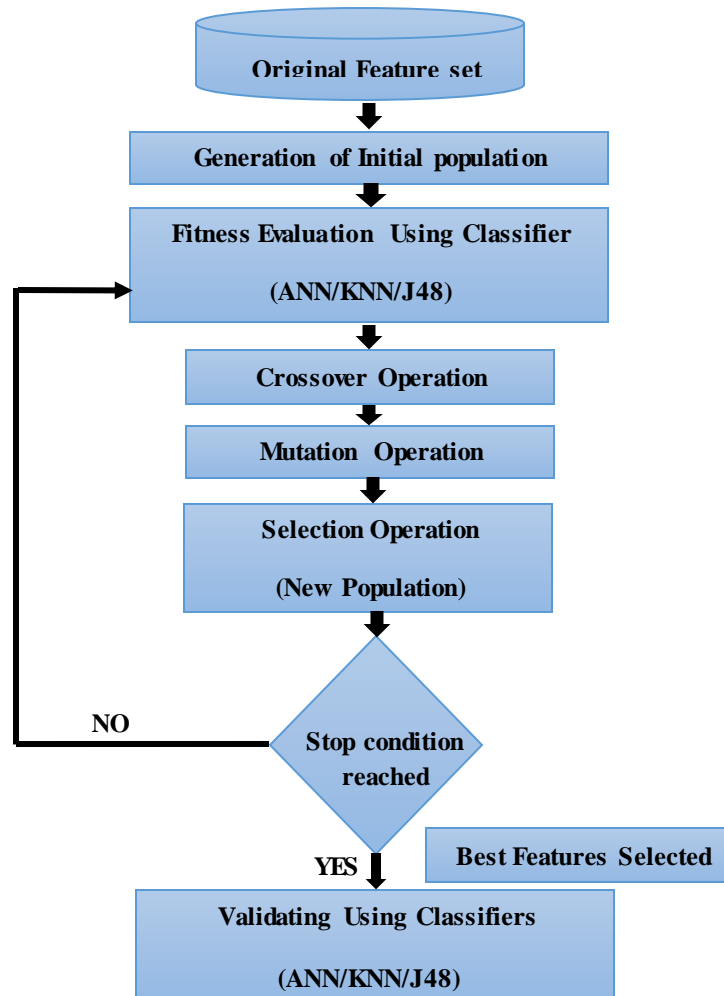 Original Feature set
Generation of Initial population
Fitness Evaluation Using Classifier
(ANN/KNN/J48)
Crossover Operation
Mutation Operation
Selection Operation
(New Population)
NO
Stop condition
reached
YES
Best Features Selected
Validating Using Classifiers
(ANN/KNN/J48)